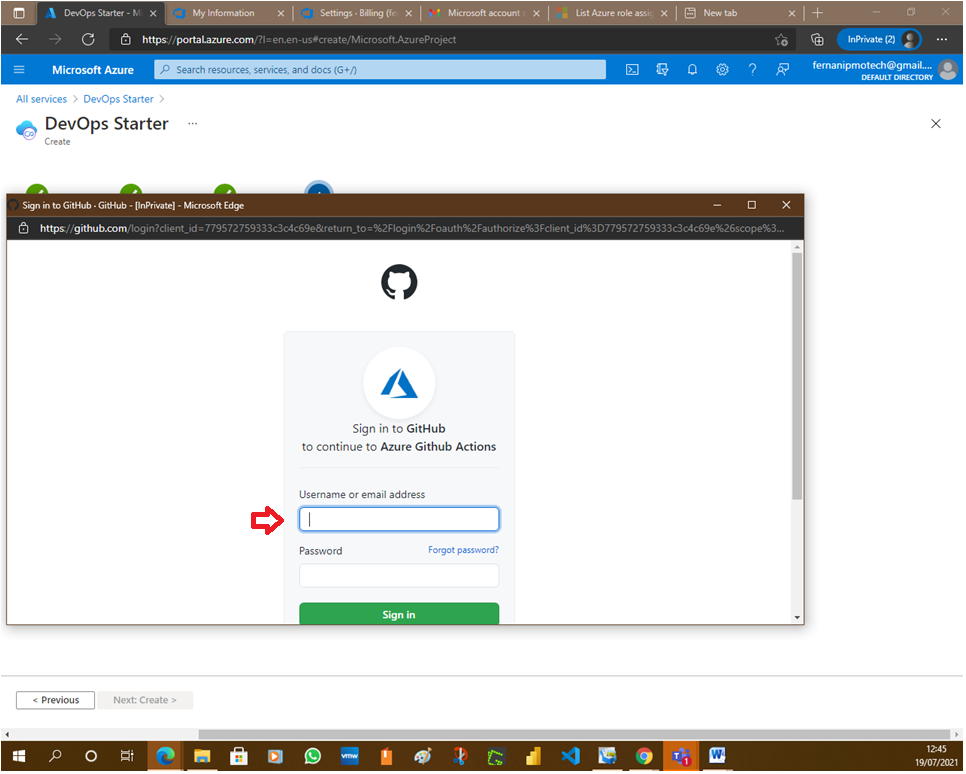 DevOps Starter - Mi
My Information
Settings · Billing (fe
Microsoft account s
List Azure role assig
New tab
https://portal.azure.com/?l=en.en-us#create/Microsoft.AzureProject
InPrivate (2)
Microsoft Azure
Search resources, services, and docs (G+/)
fernanipmotech@gmail....
DEFAULT DIRECTORY
All services > DevOps Starter >
DevOps Starter ...
Create
Sign in to GitHub · GitHub - [InPrivate] - Microsoft Edge
https://github.com/login?client_id=779572759333c3c4c69e&return_to=%2Flogin%2Foauth%2Fauthorize%3Fclient_id%3D779572759333c3c4c69e%26scope%3...
Sign in to GitHub
to continue to Azure Github Actions
Username or email address
Password
Forgot password?
Sign in
< Previous
Next: Create >
vmw
12:45
19/07/2021